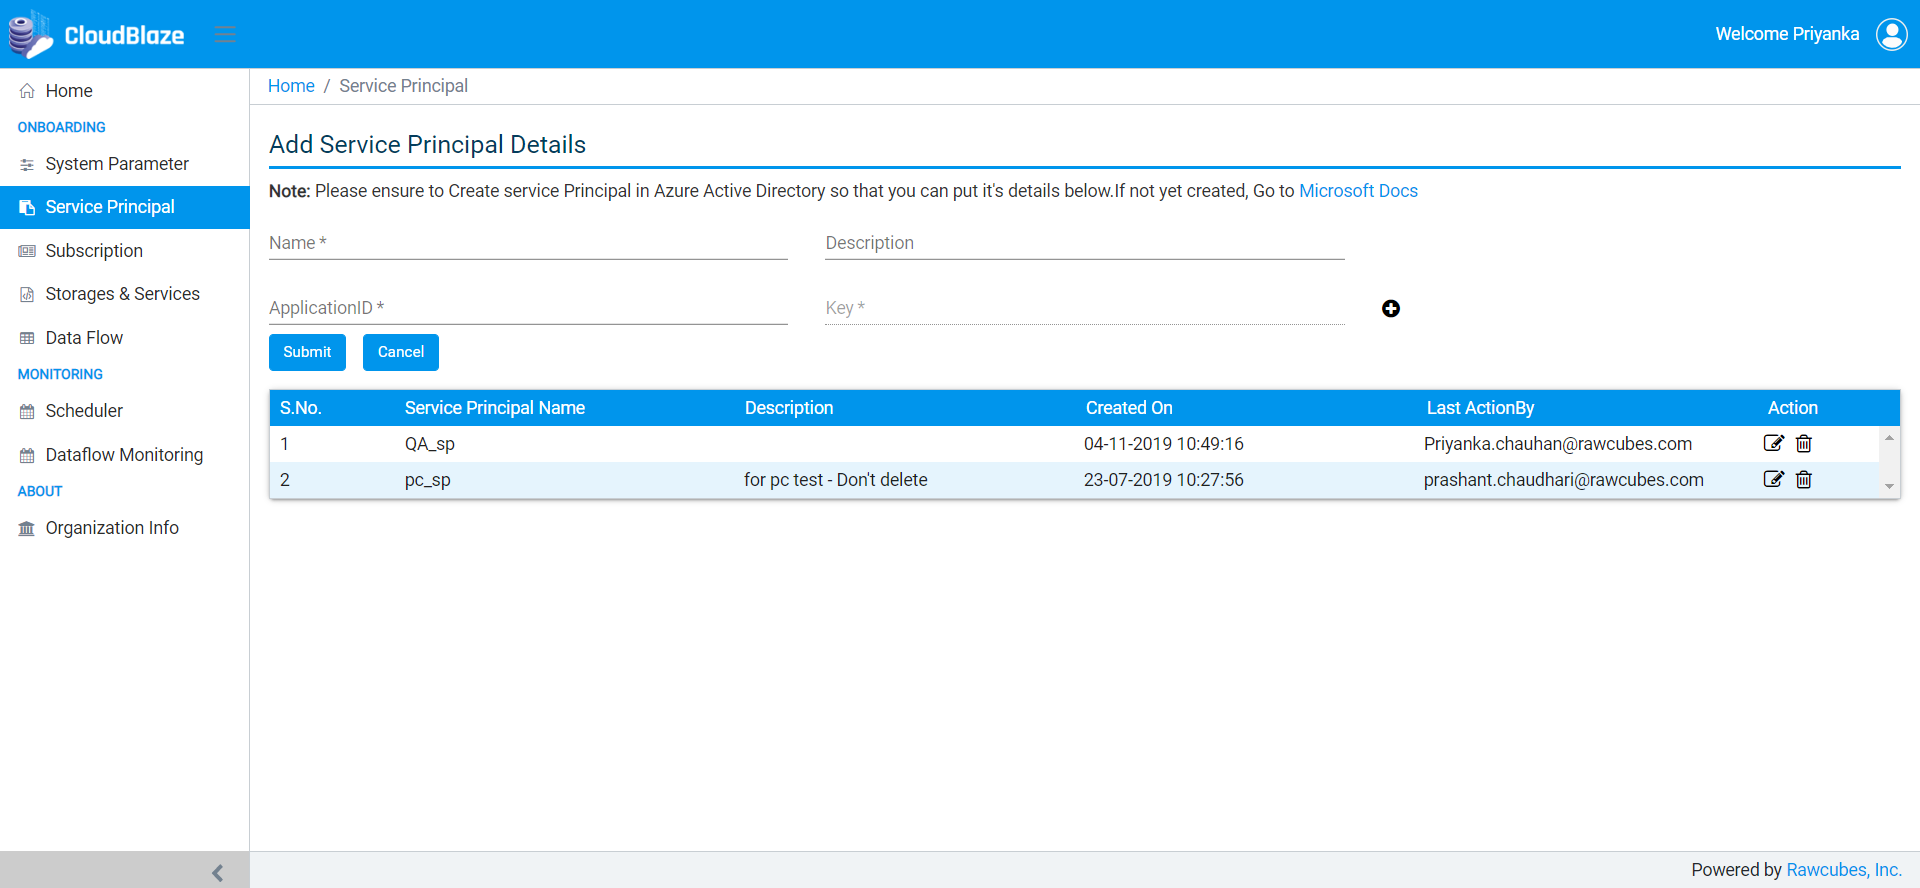 CloudBlaze
Welcome Priyanka
Home
ONBOARDING
System Parameter
Service Principal
Subscription
Storages & Services
Data Flow
MONITORING
Scheduler
Dataflow Monitoring
ABOUT
Organization Info
Home / Service Principal
Add Service Principal Details
Note: Please ensure to Create service Principal in Azure Active Directory so that you can put it's details below.If not yet created, Go to Microsoft Docs
Name * Description
ApplicationID * Key *
Submit Cancel
S.No. Service Principal Name Description Created On Last ActionBy Action
1 QA_sp 04-11-2019 10:49:16 Priyanka.chauhan@rawcubes.com
2 pc_sp for pc test - Don't delete 23-07-2019 10:27:56 prashant.chaudhari@rawcubes.com
Powered by Rawcubes, Inc.